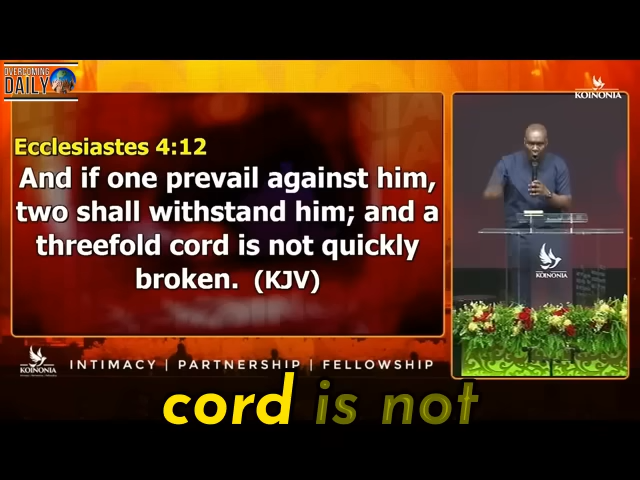 OVERCOMING
DAILY
KOINONIA
Ecclesiastes 4:12
And if one prevail against him,
two shall withstand him; and a
threefold cord is not quickly
broken. (KJV)
KOINONIA
KOINONIA
INTIMACY | PARTNERSHIP | FELLOWSHIP
cord is not